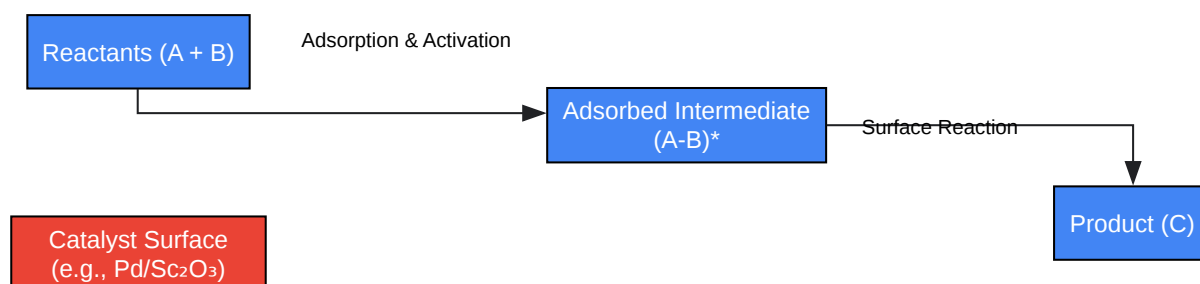 Reactants (A + B)
Adsorption & Activation
Adsorbed Intermediate
(A-B)*
Surface Reaction
Product (C)
Catalyst Surface
(e.g., Pd/Sc₂O₃)